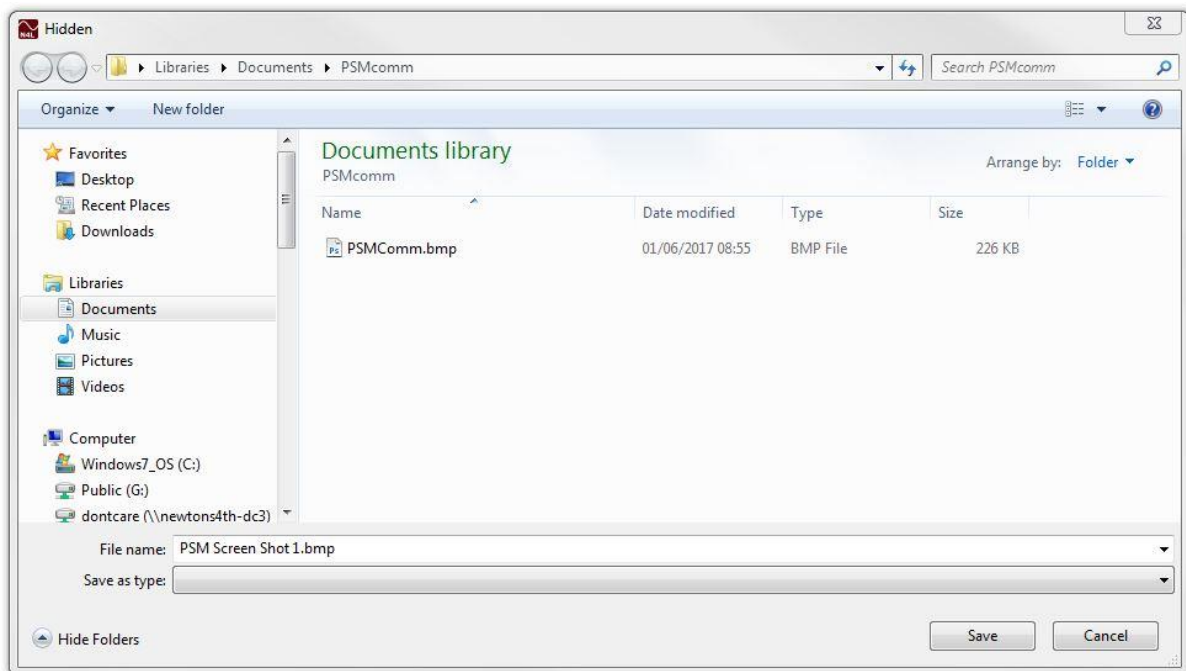 N4L Hidden
Libraries Documents PSMcomm Search PSMcomm
Organize New folder
Favorites
Desktop
Recent Places
Downloads
Libraries
Documents
Music
Pictures
Videos
Computer
Windows7_OS (C:)
Public (G:)
dontcare (\\newtons4th-dc3)
Documents library
PSMcomm
Arrange by: Folder
Name Date modified Type Size
Ps PSMComm.bmp 01/06/2017 08:55 BMP File 226 KB
File name: PSM Screen Shot 1.bmp
Save as type:
Hide Folders Save Cancel